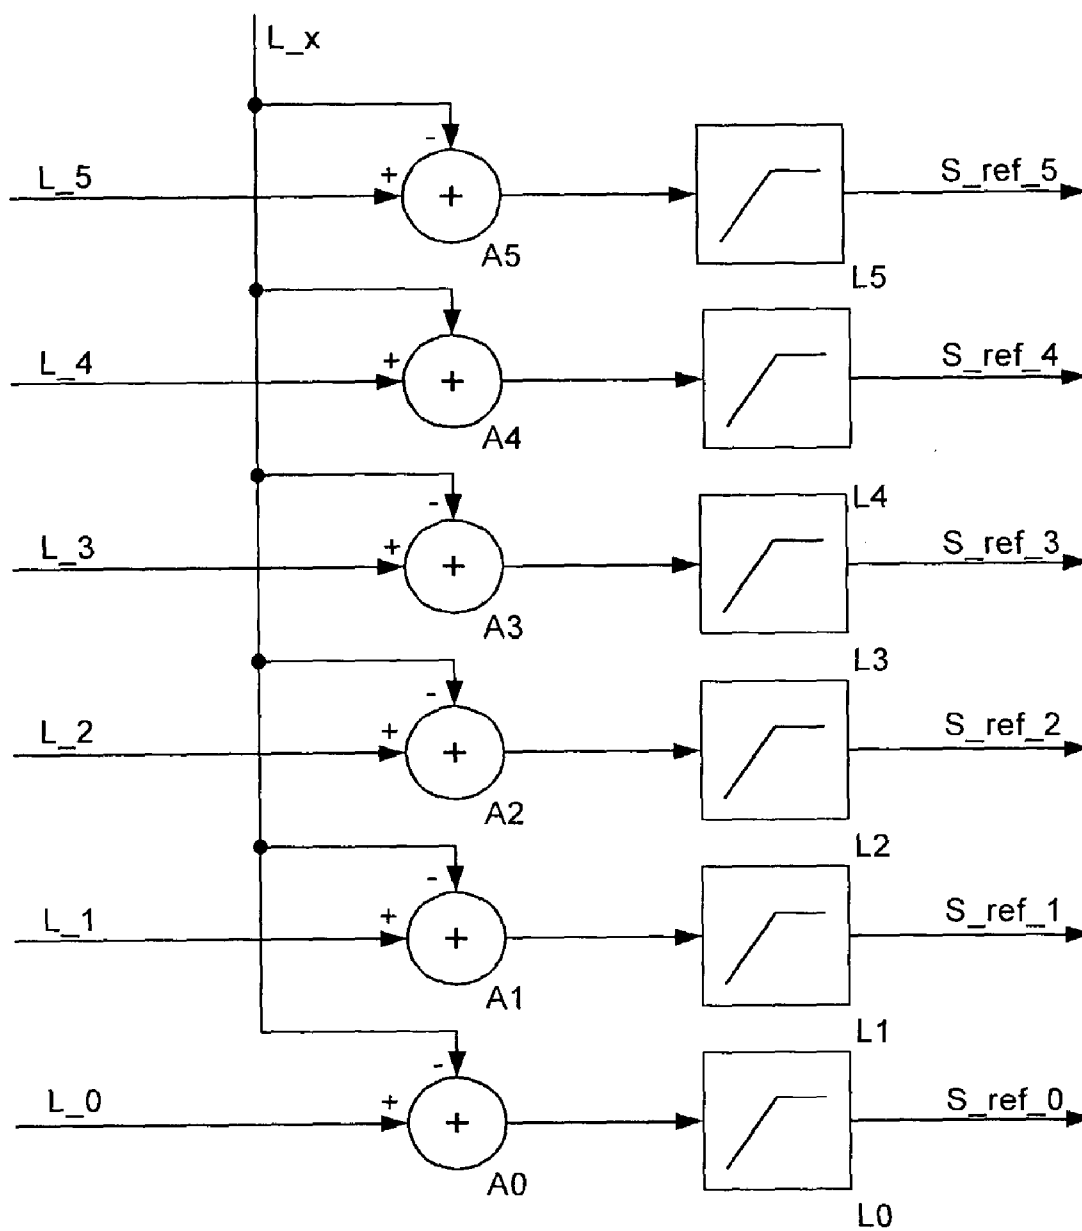 L_x
-
L_5 + + S_ref_5
A5
L5
L_4 + + S_ref_4
A4
L4
-
L_3 + + S_ref_3
A3
L3
-
L_2 + + S_ref_2
A2
L2
-
L_1 + + S_ref_1
A1
L1
-
L_0 + + S_ref_0
A0
L0